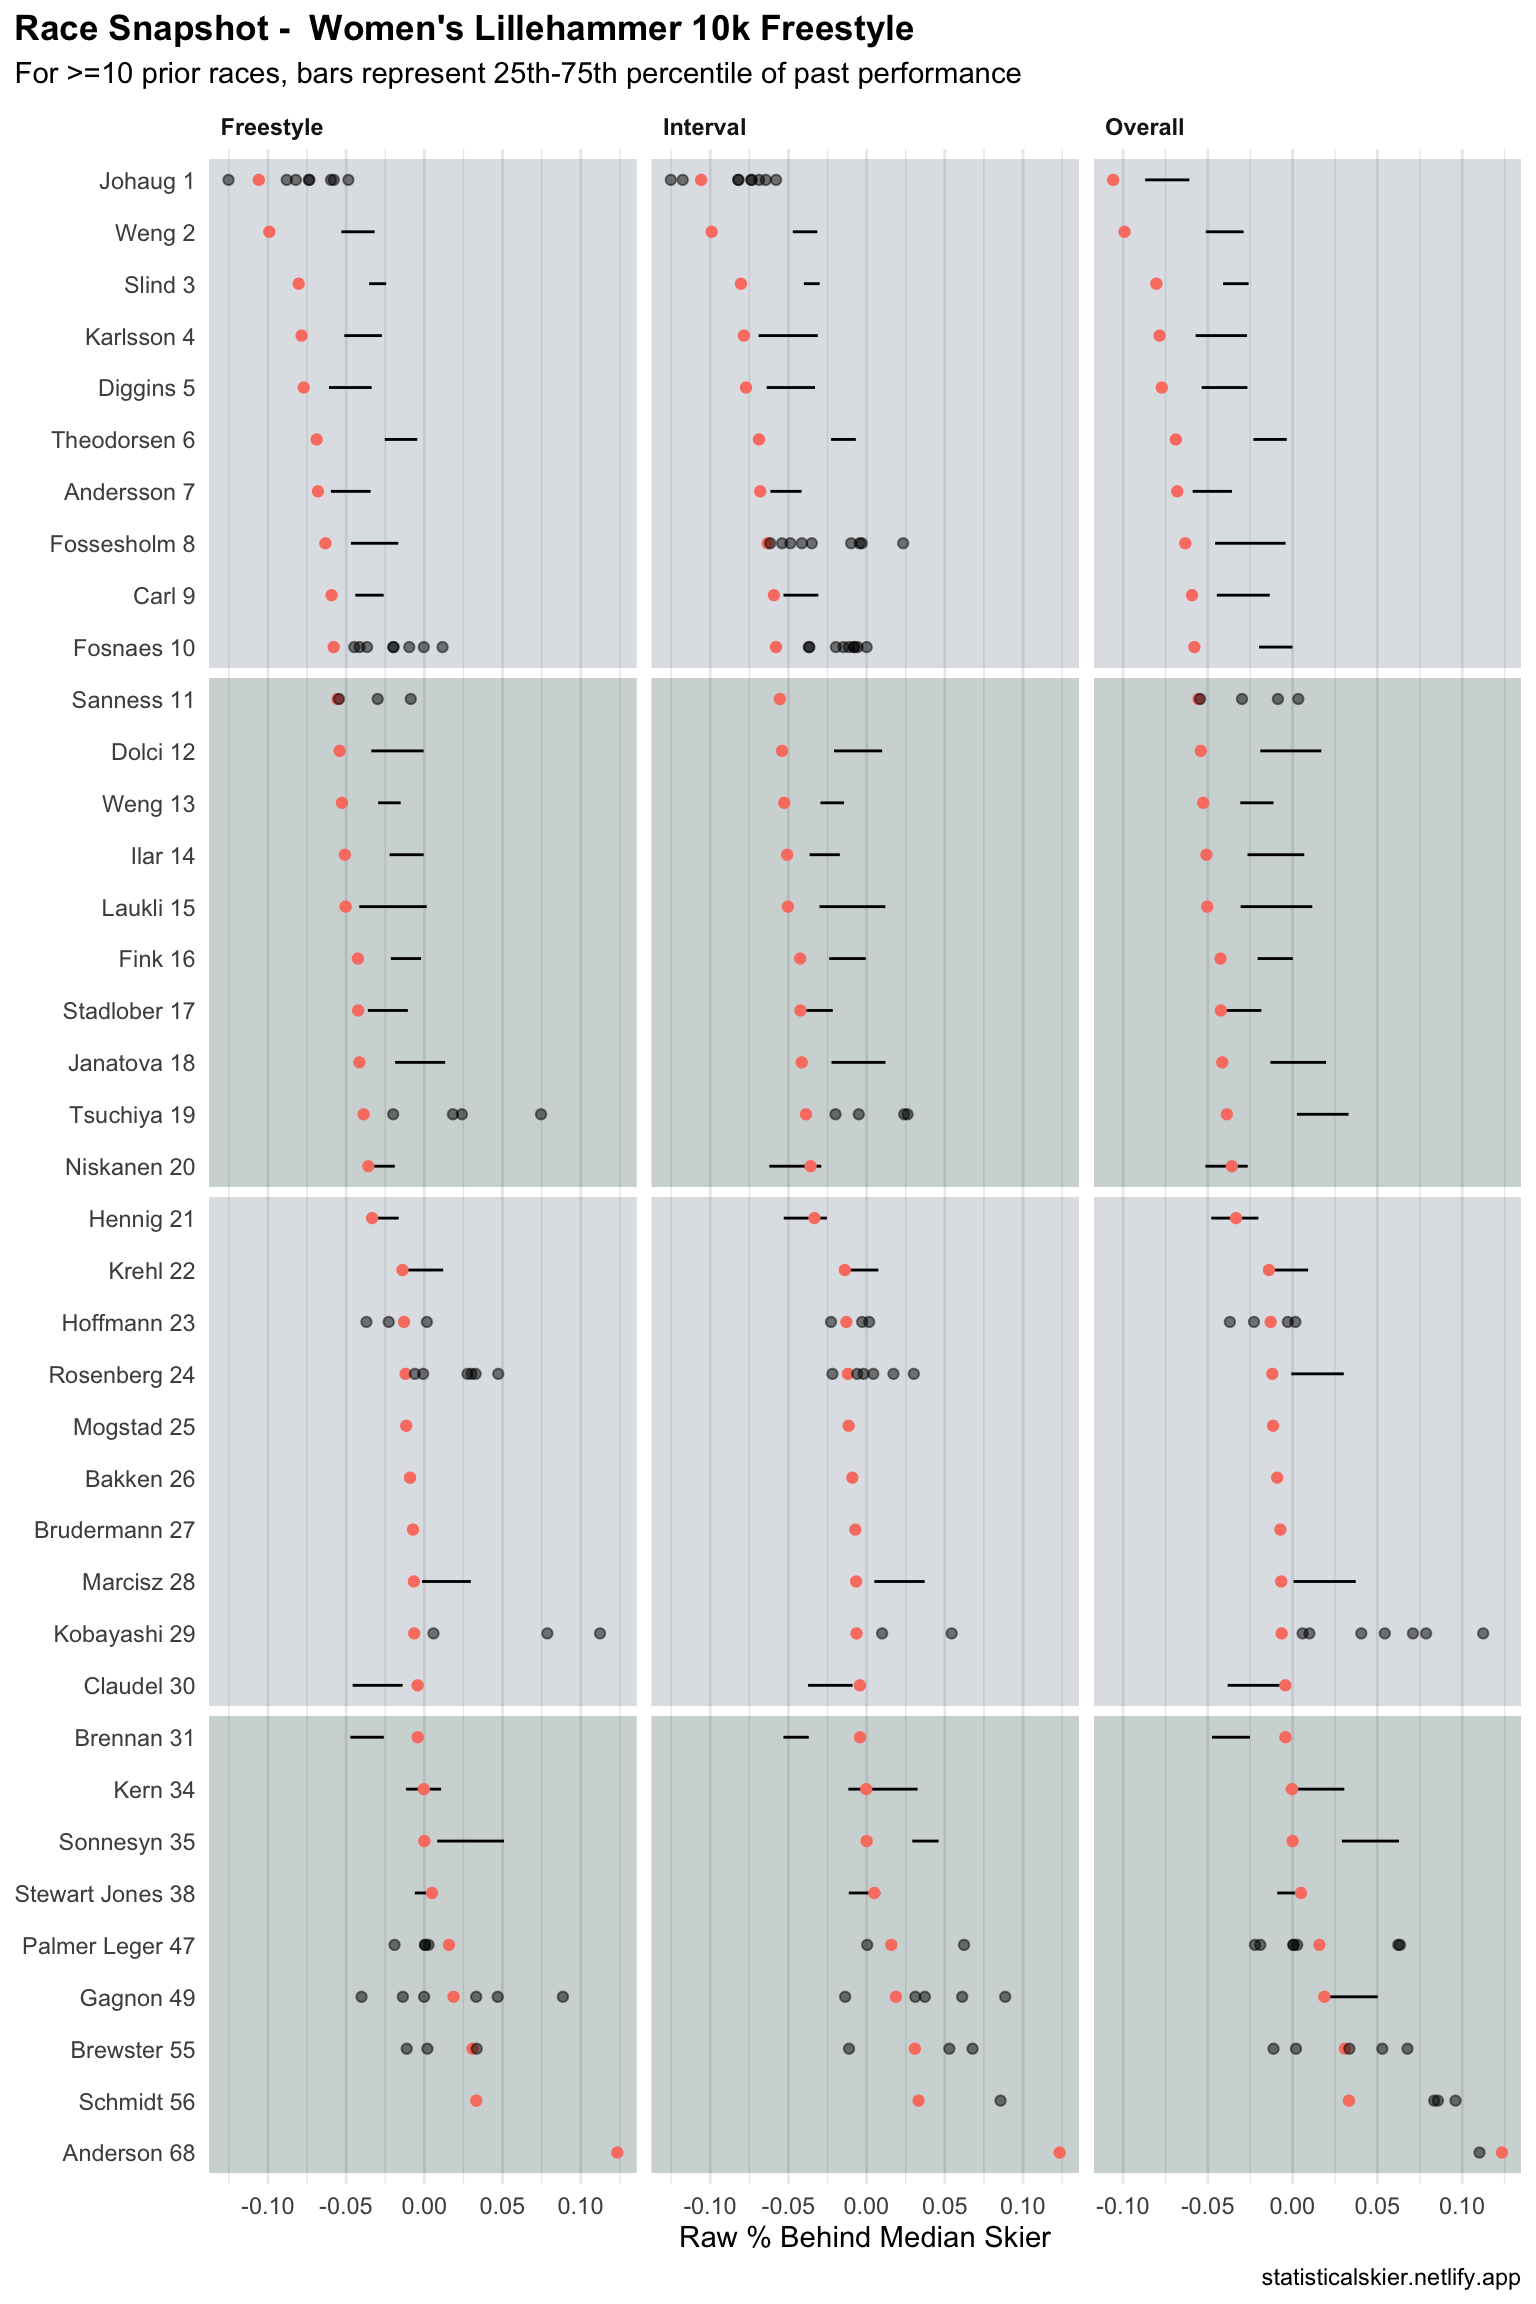 Race Snapshot -  Women's Lillehammer 10k Freestyle
For >=10 prior races, bars represent 25th-75th percentile of past performance
Freestyle Interval Overall
Johaug 1
Weng 2
Slind 3
Karlsson 4
Diggins 5
Theodorsen 6
Andersson 7
Fossesholm 8
Carl 9
Fosnaes 10
Sanness 11
Dolci 12
Weng 13
Ilar 14
Laukli 15
Fink 16
Stadlober 17
Janatova 18
Tsuchiya 19
Niskanen 20
Hennig 21
Krehl 22
Hoffmann 23
Rosenberg 24
Mogstad 25
Bakken 26
Brudermann 27
Marcisz 28
Kobayashi 29
Claudel 30
Brennan 31
Kern 34
Sonnesyn 35
Stewart Jones 38
Palmer Leger 47
Gagnon 49
Brewster 55
Schmidt 56
Anderson 68
-0.10 -0.05 0.00 0.05 0.10 -0.10 -0.05 0.00 0.05 0.10 -0.10 -0.05 0.00 0.05 0.10
Raw % Behind Median Skier
statisticalskier.netlify.app